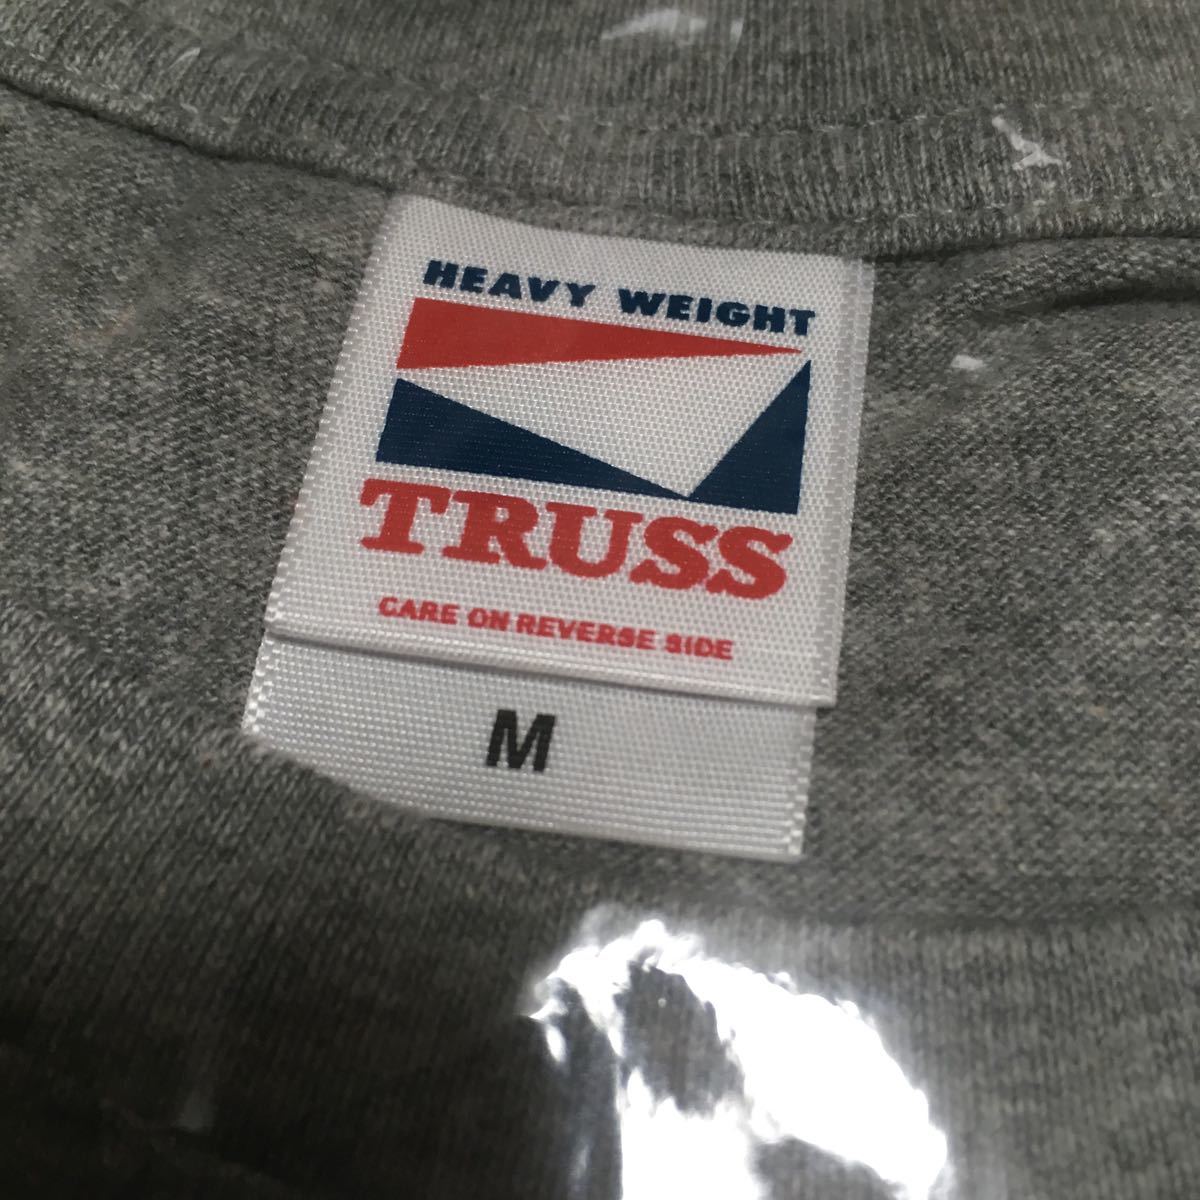 HEAVY WEIGHT
TRUSS
CARE ON REVERSE SIDE
M